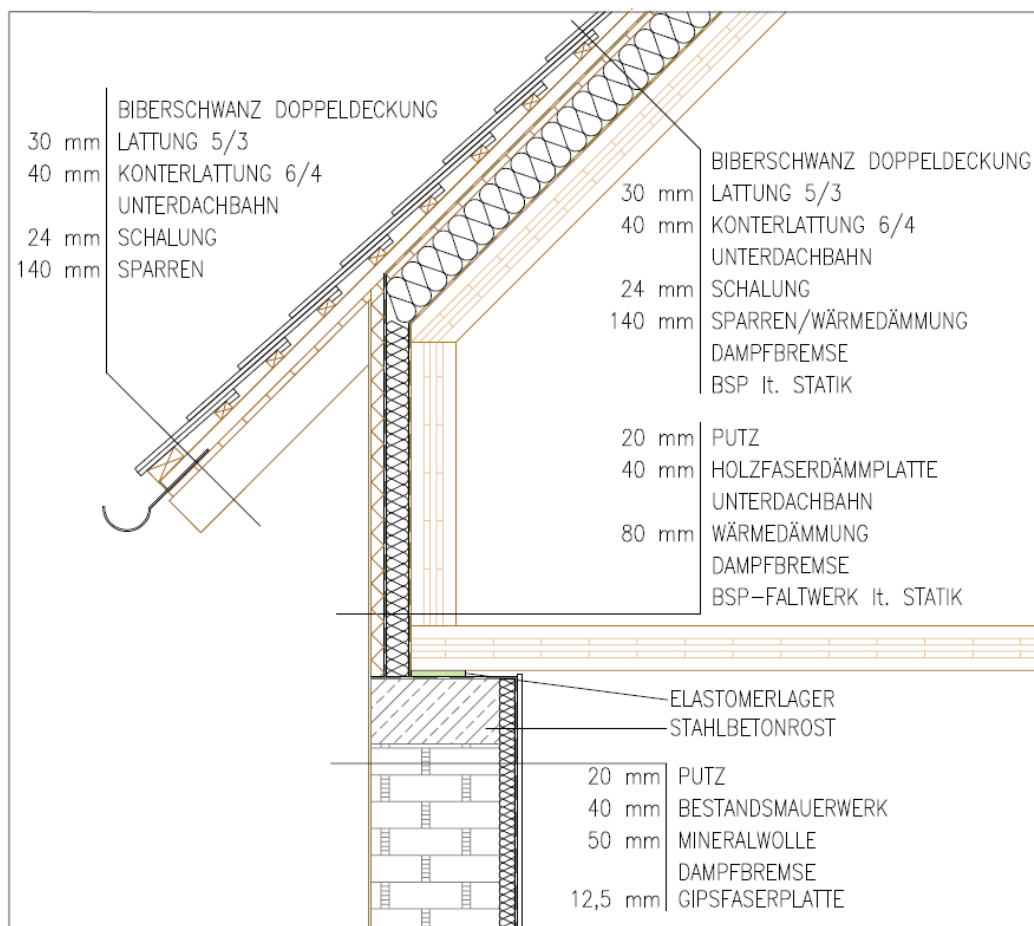 BIBERSCHWANZ DOPPELDECKUNG
30 mm LATTUNG 5/3
40 mm KONTERLATTUNG 6/4
UNTERDACHBAHN
24 mm SCHALUNG
140 mm SPARREN
BIBERSCHWANZ DOPPELDECKUNG
30 mm LATTUNG 5/3
40 mm KONTERLATTUNG 6/4
UNTERDACHBAHN
24 mm SCHALUNG
140 mm SPARREN/WÄRMEDÄMMUNG
DAMPFBREMSE
BSP lt. STATIK
20 mm PUTZ
40 mm HOLZFASERDÄMMPLATTE
UNTERDACHBAHN
80 mm WÄRMEDÄMMUNG
DAMPFBREMSE
BSP-FALTWERK lt. STATIK
ELASTOMERLAGER
STAHLBETONROST
20 mm PUTZ
40 mm BESTANDSMAUERWERK
50 mm MINERALWOLLE
DAMPFBREMSE
12,5 mm GIPSFASERPLATTE